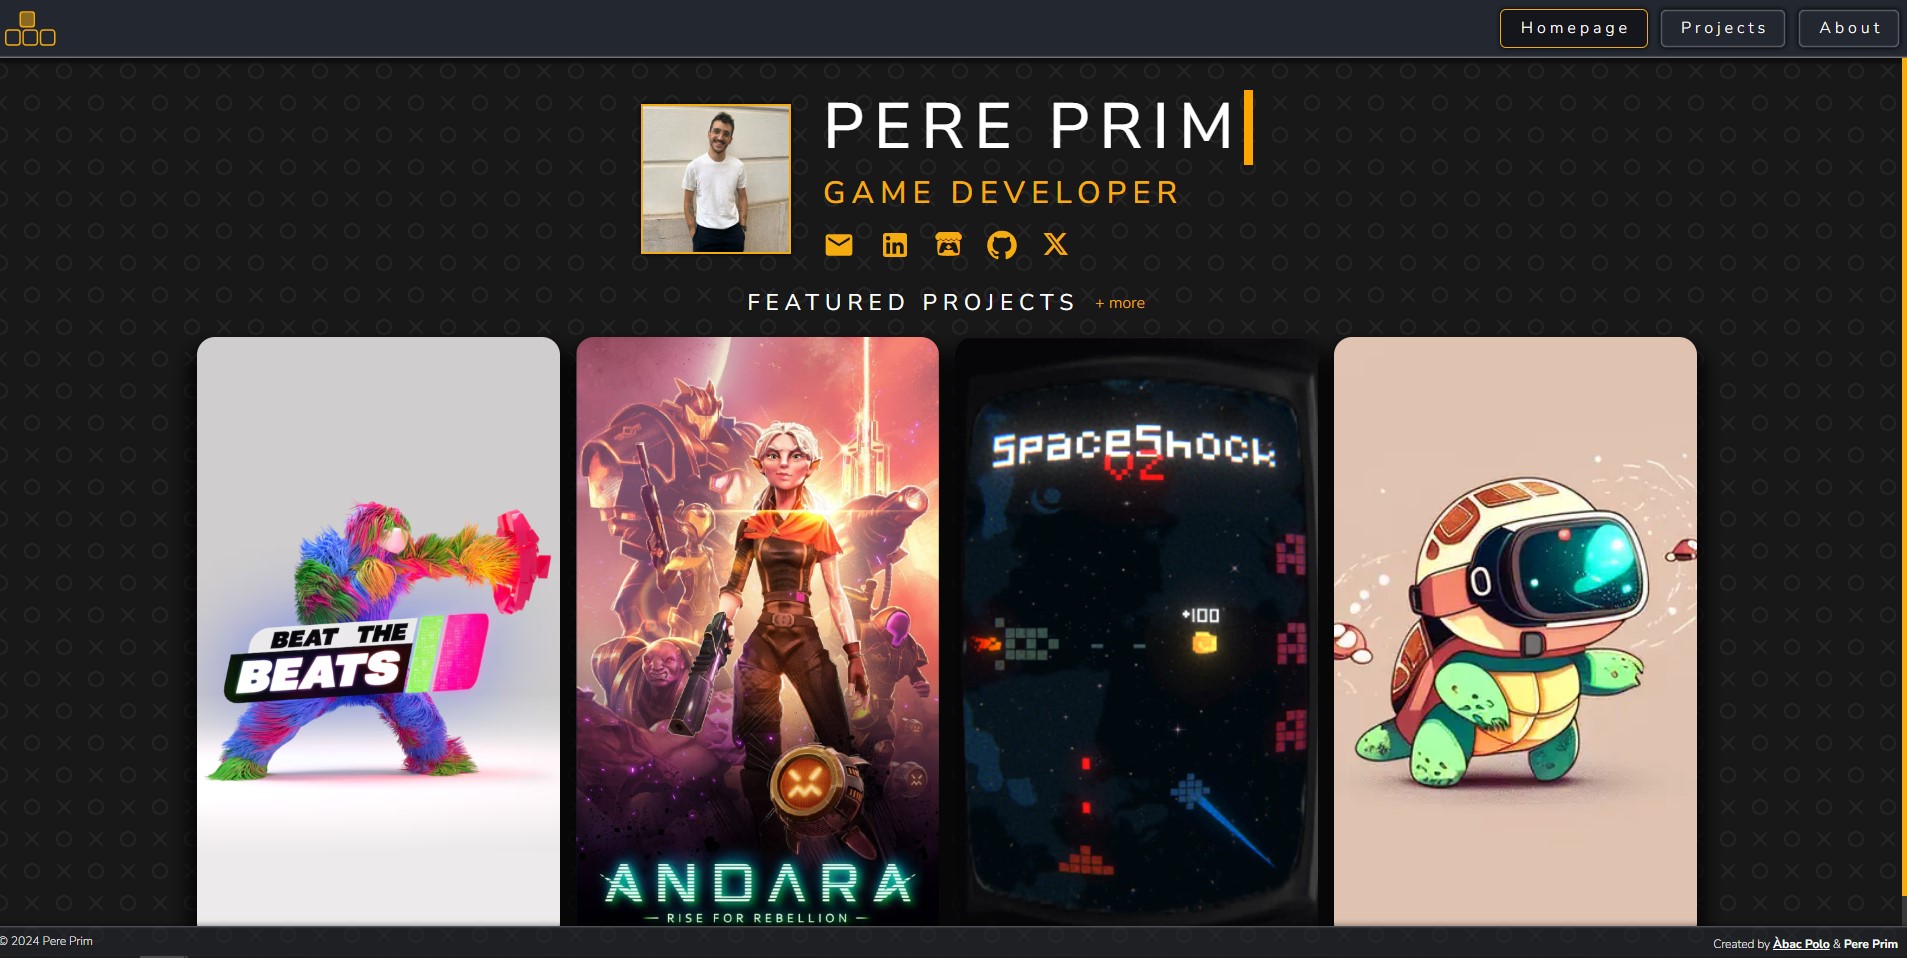 Homepage
Projects
About
PERE PRIM
GAME DEVELOPER
FEATURED PROJECTS + more
BEAT THE
BEATS
ANDARA
RISE FOR REBELLION
SpaceShock
V2
+100
© 2024 Pere Prim
Created by Àbac Polo & Pere Prim